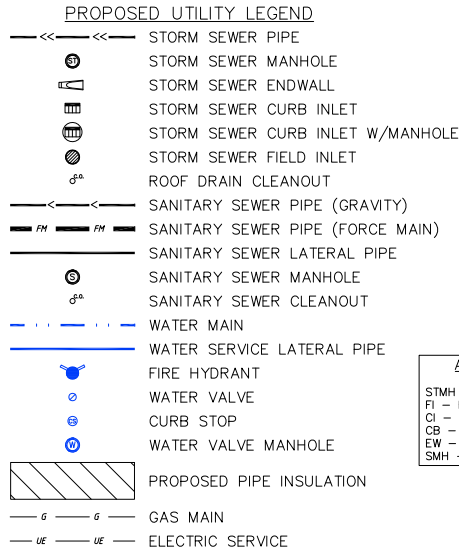 PROPOSED UTILITY LEGEND
<< << STORM SEWER PIPE
ST STORM SEWER MANHOLE
STORM SEWER ENDWALL
STORM SEWER CURB INLET
STORM SEWER CURB INLET W/MANHOLE
STORM SEWER FIELD INLET
C.O. ROOF DRAIN CLEANOUT
< < SANITARY SEWER PIPE (GRAVITY)
FM FM SANITARY SEWER PIPE (FORCE MAIN)
SANITARY SEWER LATERAL PIPE
S SANITARY SEWER MANHOLE
C.O. SANITARY SEWER CLEANOUT
WATER MAIN
WATER SERVICE LATERAL PIPE
FIRE HYDRANT
WATER VALVE
CS CURB STOP
W WATER VALVE MANHOLE
PROPOSED PIPE INSULATION
G G GAS MAIN
UE UE ELECTRIC SERVICE
STMH
FI -
CI -
CB -
EW -
SMH -